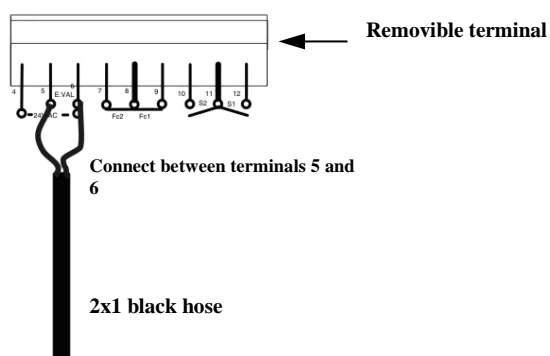 Removible terminal
4 5 6 7 8 9 10 11 12
E.VAL
S2 S1
24VAC
Fc2 Fc1
Connect between terminals 5 and
6
2x1 black hose